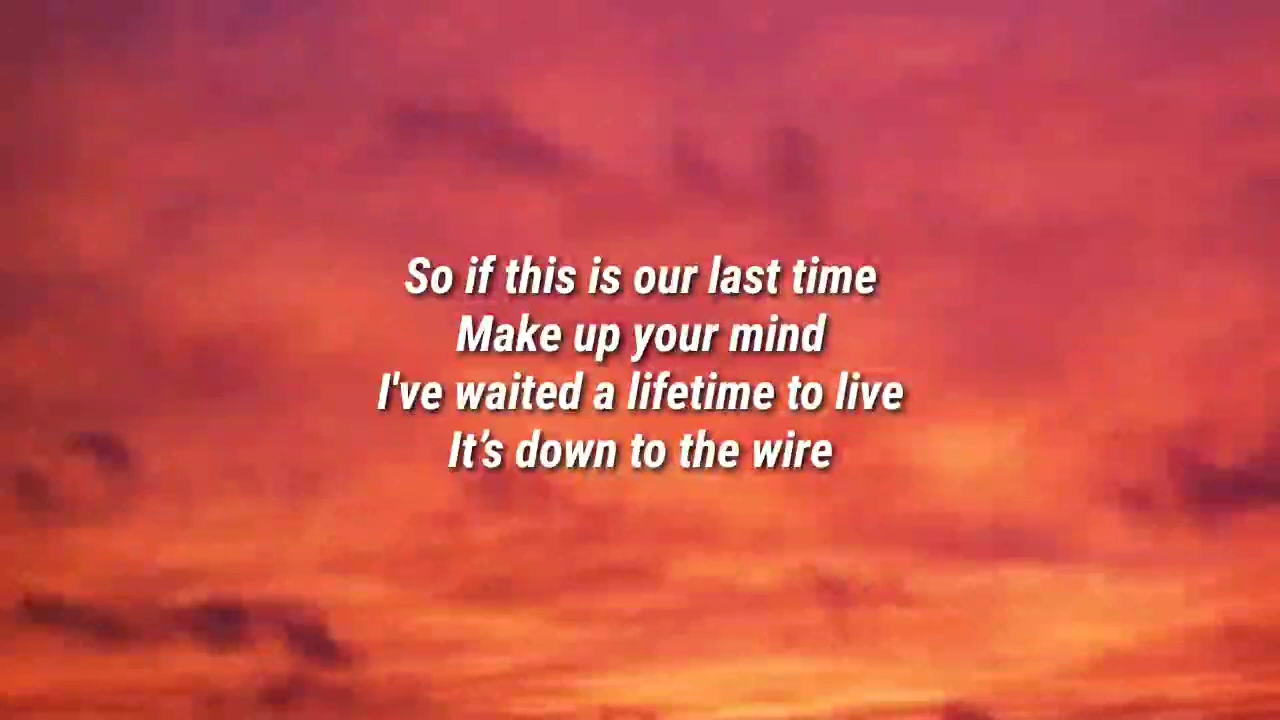 So if this is our last time
Make up your mind
I've waited a lifetime to live
It’s down to the wire